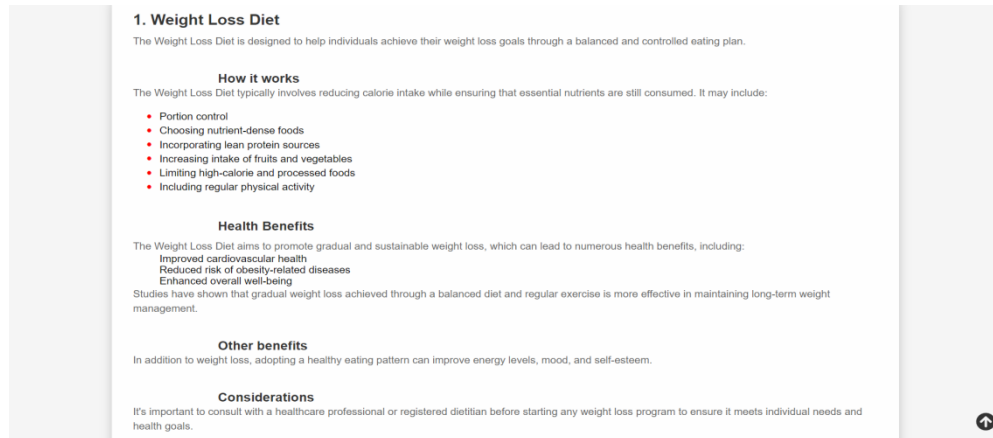 1. Weight Loss Diet
The Weight Loss Diet is designed to help individuals achieve their weight loss goals through a balanced and controlled eating plan.
How it works
The Weight Loss Diet typically involves reducing calorie intake while ensuring that essential nutrients are still consumed. It may include:
Portion control
Choosing nutrient-dense foods
Incorporating lean protein sources
Increasing intake of fruits and vegetables
Limiting high-calorie and processed foods
Including regular physical activity
Health Benefits
The Weight Loss Diet aims to promote gradual and sustainable weight loss, which can lead to numerous health benefits, including:
Improved cardiovascular health
Reduced risk of obesity-related diseases
Enhanced overall well-being
Studies have shown that gradual weight loss achieved through a balanced diet and regular exercise is more effective in maintaining long-term weight
management.
Other benefits
In addition to weight loss, adopting a healthy eating pattern can improve energy levels, mood, and self-esteem.
Considerations
It's important to consult with a healthcare professional or registered dietitian before starting any weight loss program to ensure it meets individual needs and
health goals.